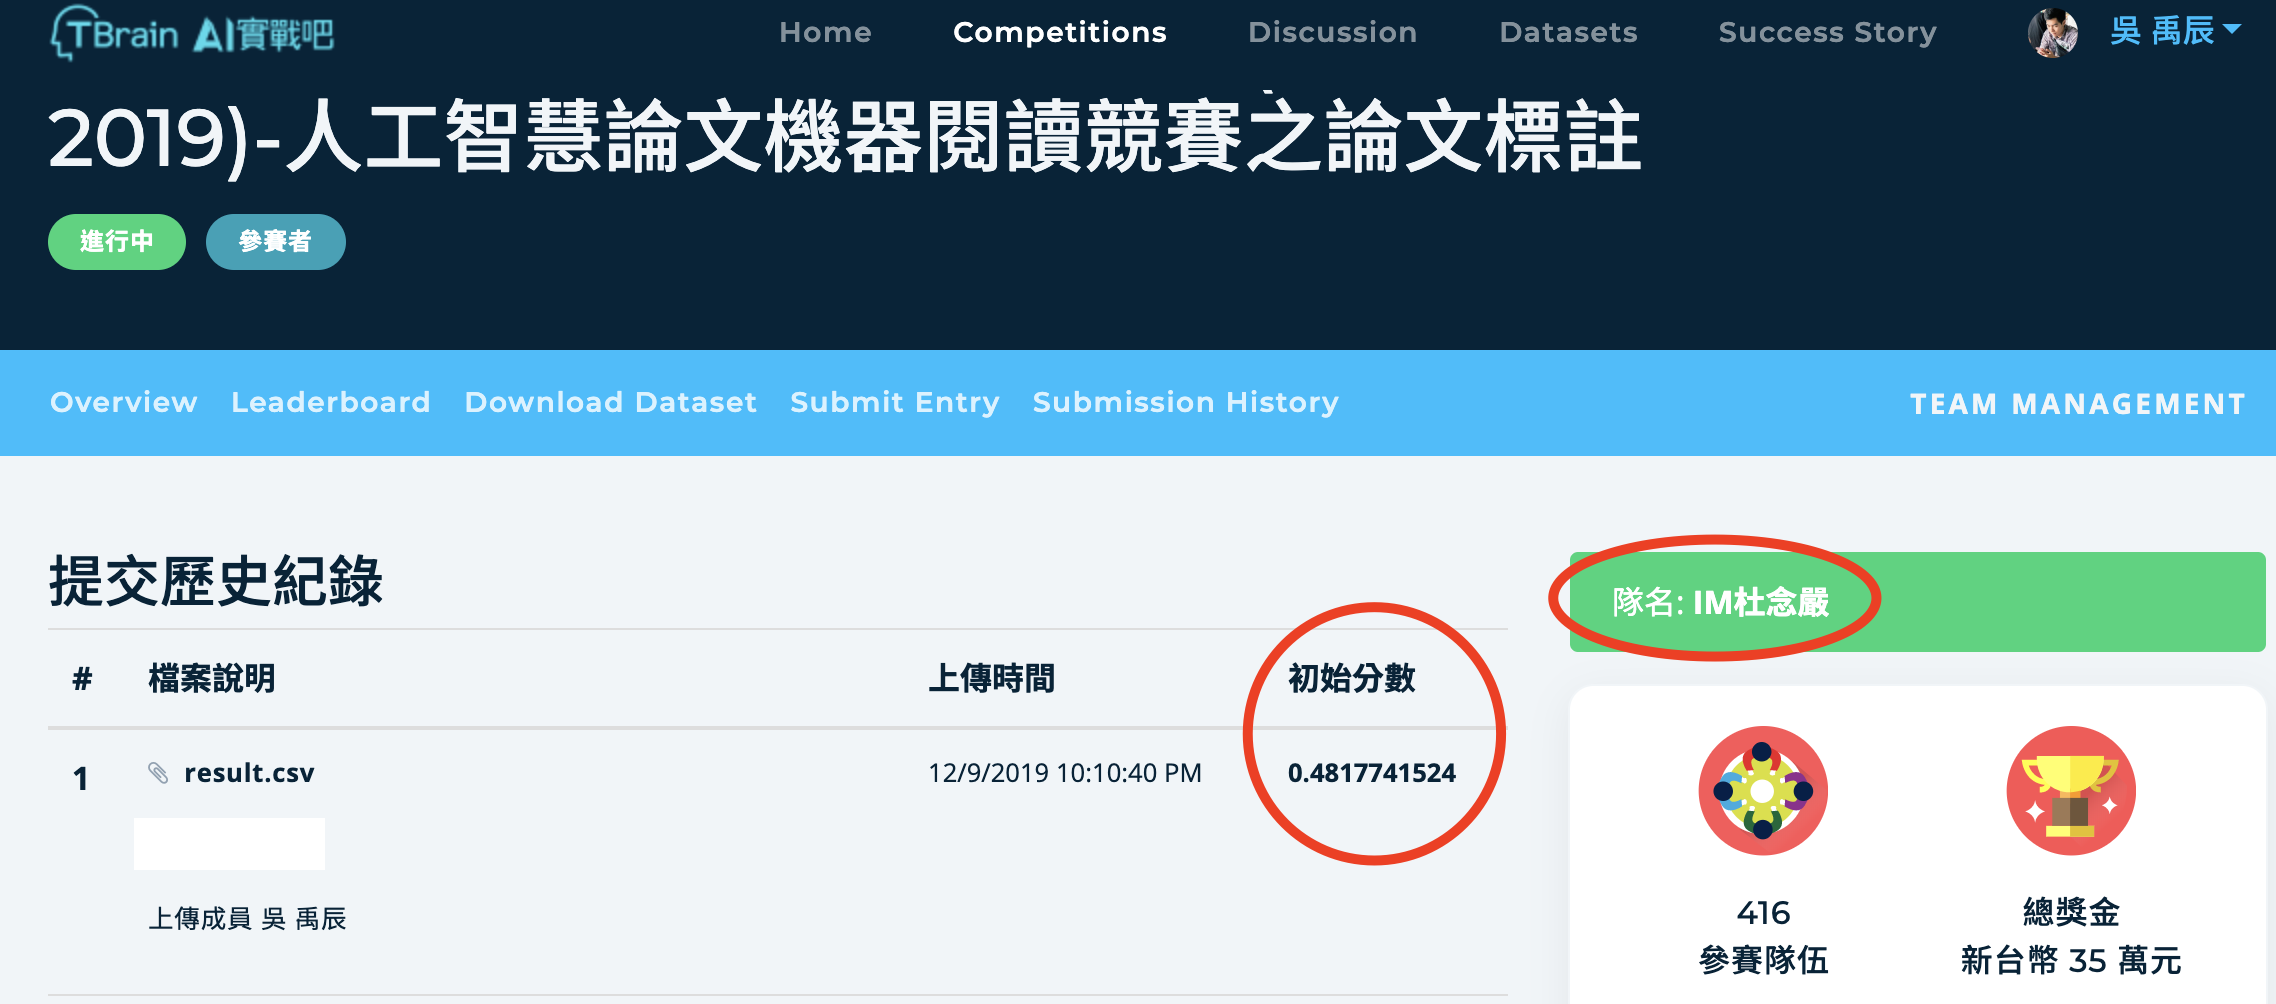 TBrain AI實戰吧
Home Competitions Discussion Datasets Success Story 吳 禹辰
2019)-人工智慧論文機器閱讀競賽之論文標註
進行中 參賽者
Overview Leaderboard Download Dataset Submit Entry Submission History TEAM MANAGEMENT
提交歷史紀錄
隊名: IM杜念嚴
# 檔案說明 上傳時間 初始分數
1 result.csv 12/9/2019 10:10:40 PM 0.4817741524
上傳成員 吳 禹辰
416 總獎金
參賽隊伍 新台幣 35 萬元